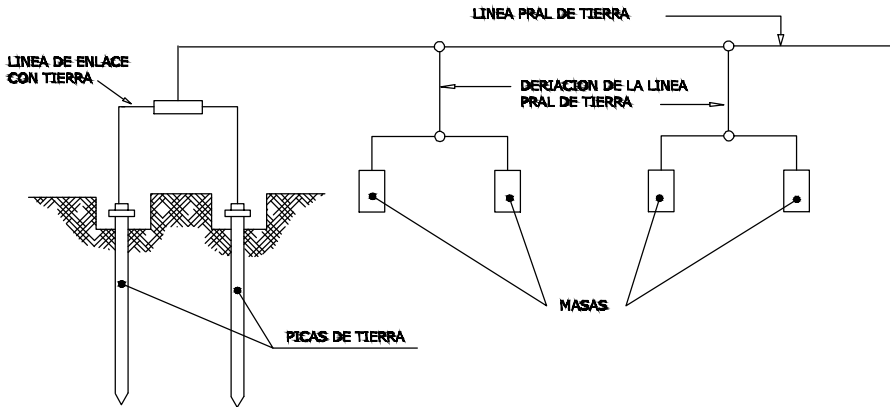 LINEA PRAL DE TIERRA
LINEA DE ENLACE
CON TIERRA
DERIACION DE LA LINEA
PRAL DE TIERRA
MASAS
PICAS DE TIERRA